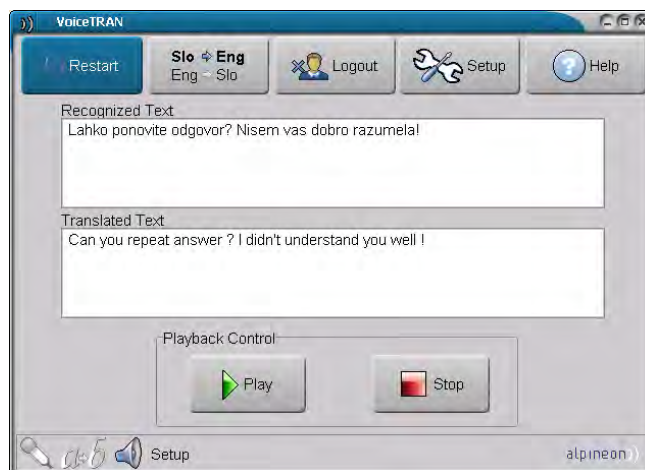 VoiceTRAN
Restart
Slo Eng
Eng Slo
Logout
Setup
Help
Recognized Text
Lahko ponovite odgovor? Nisem vas dobro razumela!
Translated Text
Can you repeat answer ? I didn't understand you well !
Playback Control
Play
Stop
Setup
alpineon